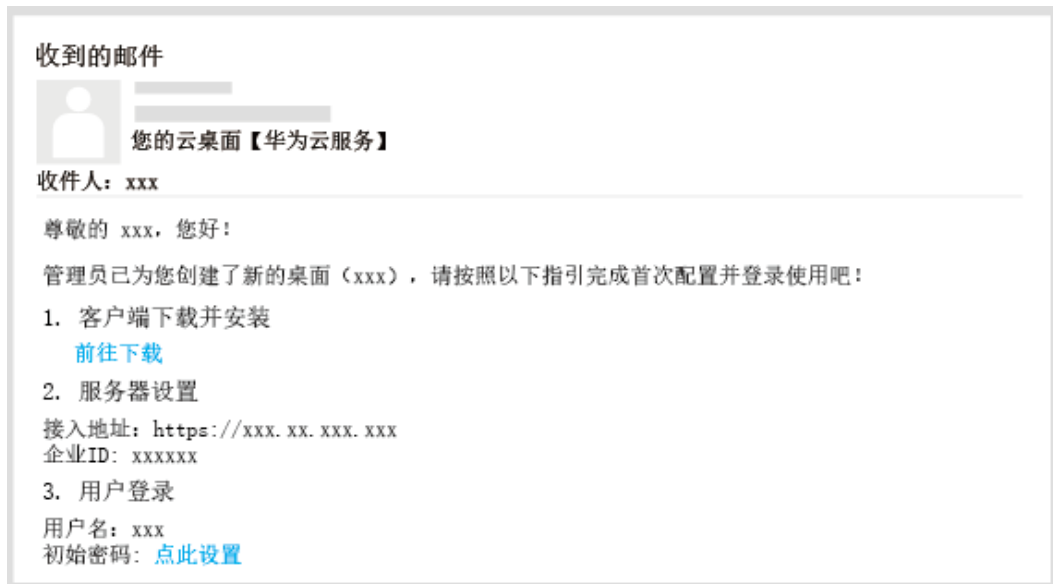 收到的邮件
您的云桌面【华为云服务】
收件人：xxx
尊敬的 xxx，您好！
管理员已为您创建了新的桌面（xxx），请按照以下指引完成首次配置并登录使用吧！
1. 客户端下载并安装
前往下载
2. 服务器设置
接入地址：https://xxx.xx.xxx.xxx
企业ID: xxxxxx
3. 用户登录
用户名：xxx
初始密码: 点此设置